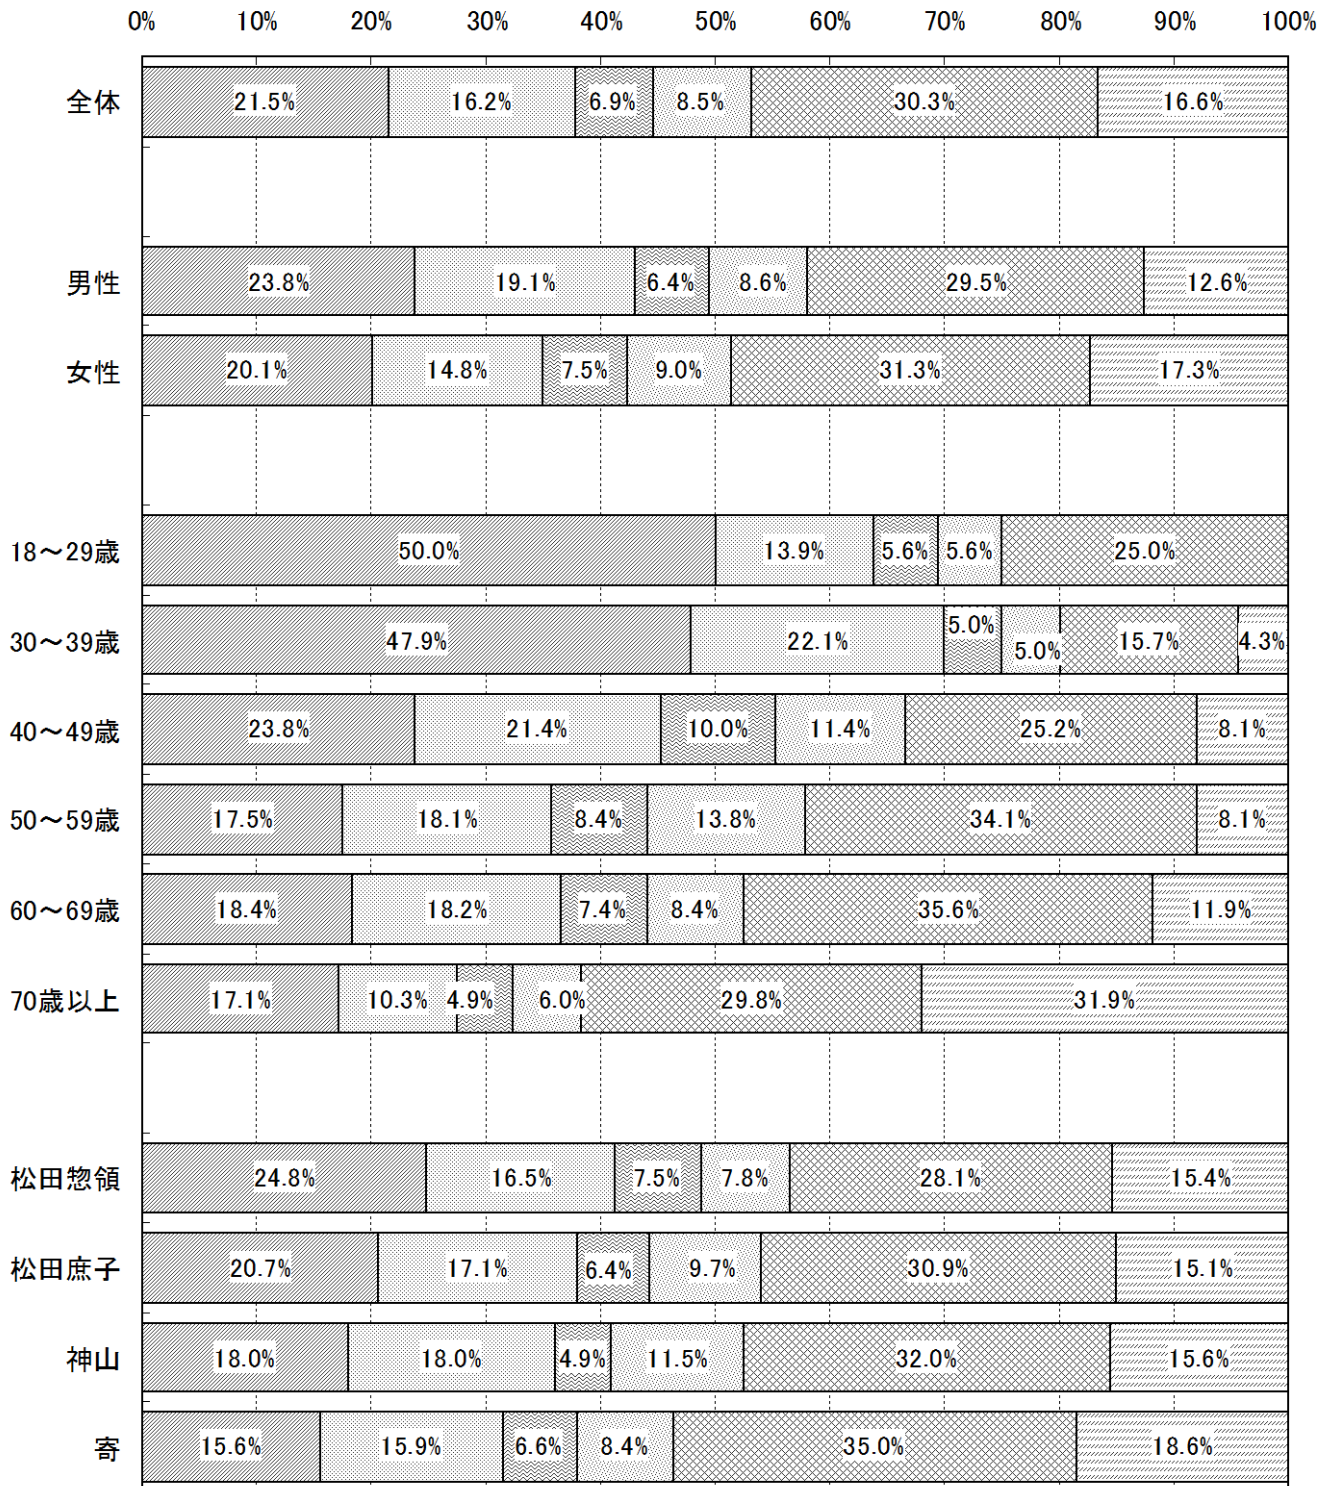 0% 10% 20% 30% 40% 50% 60% 70% 80% 90% 100%
全体 21.5% 16.2% 6.9% 8.5% 30.3% 16.6%
男性 23.8% 19.1% 6.4% 8.6% 29.5% 12.6%
女性 20.1% 14.8% 7.5% 9.0% 31.3% 17.3%
18～29歳 50.0% 13.9% 5.6% 5.6% 25.0%
30～39歳 47.9% 22.1% 5.0% 5.0% 15.7% 4.3%
40～49歳 23.8% 21.4% 10.0% 11.4% 25.2% 8.1%
50～59歳 17.5% 18.1% 8.4% 13.8% 34.1% 8.1%
60～69歳 18.4% 18.2% 7.4% 8.4% 35.6% 11.9%
70歳以上 17.1% 10.3% 4.9% 6.0% 29.8% 31.9%
松田惣領 24.8% 16.5% 7.5% 7.8% 28.1% 15.4%
松田庶子 20.7% 17.1% 6.4% 9.7% 30.9% 15.1%
神山 18.0% 18.0% 4.9% 11.5% 32.0% 15.6%
寄 15.6% 15.9% 6.6% 8.4% 35.0% 18.6%